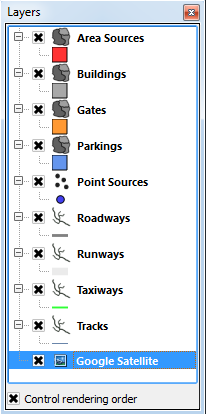 Layers
Area Sources
Buildings
Gates
Parkings
Point Sources
Roadways
Runways
Taxiways
Tracks
Google Satellite
Control rendering order